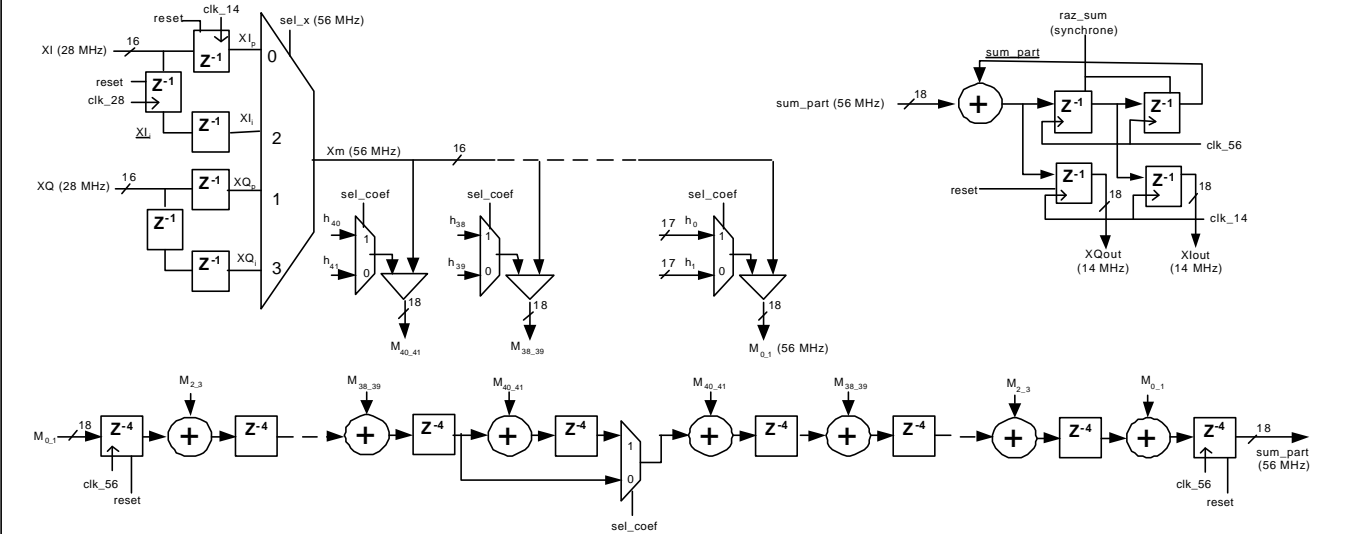 clk_14
reset
sel_x (56 MHz)
XI (28 MHz)
16
Z-1
XIp
0
reset
clk_28
Z-1
XIi
Z-1
XIi
2
Xm (56 MHz)
16
XQ (28 MHz)
16
Z-1
XQp
1
Z-1
Z-1
XQi
3
sel_coef
h40
1
h41
0
18
M40_41
sel_coef
h38
1
h39
0
18
M38_39
sel_coef
17
h0
1
17
h1
0
18
M0_1 (56 MHz)
raz_sum
(synchrone)
sum_part
sum_part (56 MHz)
18
+
Z-1
Z-1
clk_56
reset
Z-1
Z-1
18
18
clk_14
XQout
(14 MHz)
XIout
(14 MHz)
M2_3
M38_39
M40_41
M40_41
M38_39
M2_3
M0_1
M0_1
18
Z-4
+
Z-4
+
Z-4
+
Z-4
1
0
+
Z-4
+
Z-4
+
Z-4
+
Z-4
18
sum_part
(56 MHz)
clk_56
reset
sel_coef
clk_56
reset